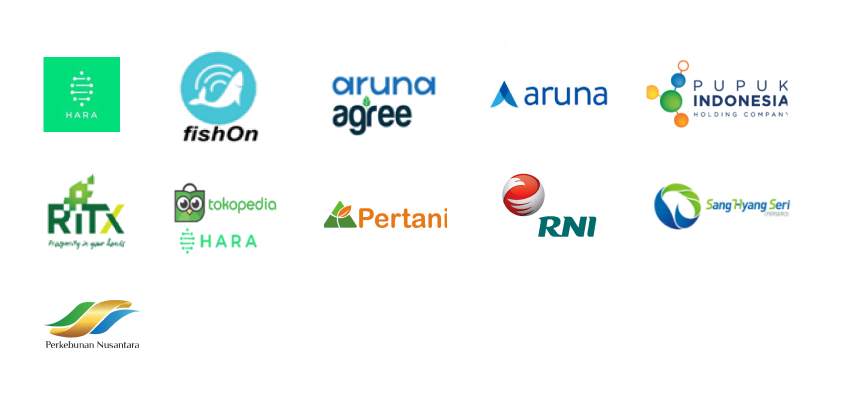 HARA
fishOn
aruna
agree
aruna
PUPUK
INDONESIA
HOLDING COMPANY
RiTX
Prosperity in your hands
tokopedia
HARA
Pertani
RNI
Sang Hyang Seri
(PERSERO)
Perkebunan Nusantara